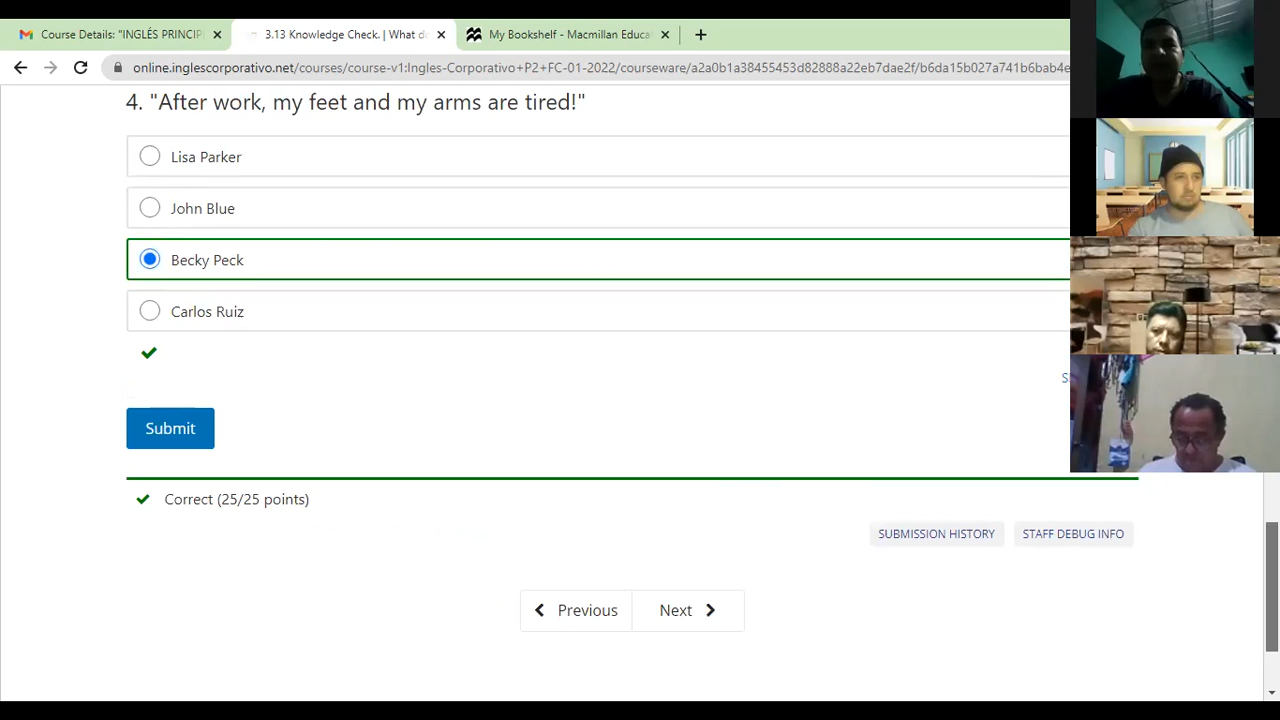 Course Details: "INGLÉS PRINCIP
3.13 Knowledge Check. | What d
My Bookshelf - Macmillan Educa
online.inglescorporativo.net/courses/course-v1:Ingles-Corporativo+P2+FC-01-2022/courseware/a2a0b1a38455453d82888a22eb7dae2f/b6da15b027a741b6bab4e
4. "After work, my feet and my arms are tired!"
Lisa Parker
John Blue
Becky Peck
Carlos Ruiz
S
Submit
Correct (25/25 points)
SUBMISSION HISTORY
STAFF DEBUG INFO
Previous
Next